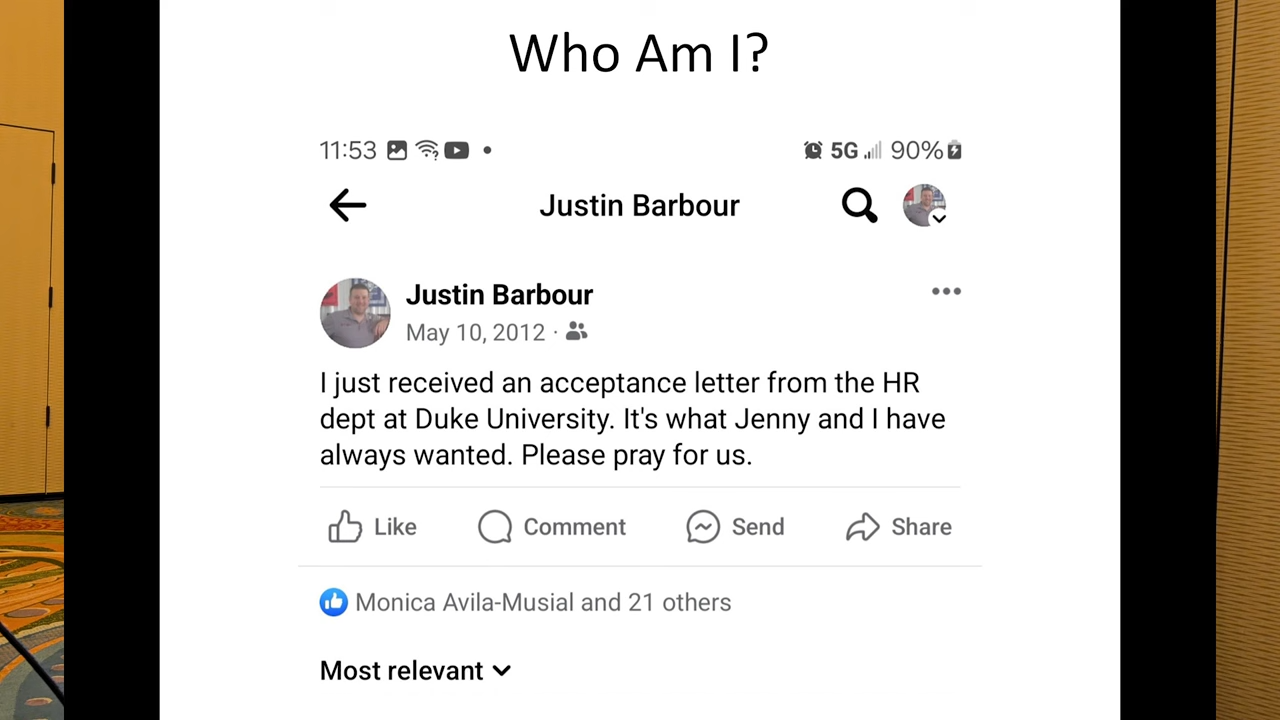 Who Am I?
11:53 5G 90%
Justin Barbour
Justin Barbour
May 10, 2012 ·
I just received an acceptance letter from the HR
dept at Duke University. It's what Jenny and I have
always wanted. Please pray for us.
Like Comment Send Share
Monica Avila-Musial and 21 others
Most relevant